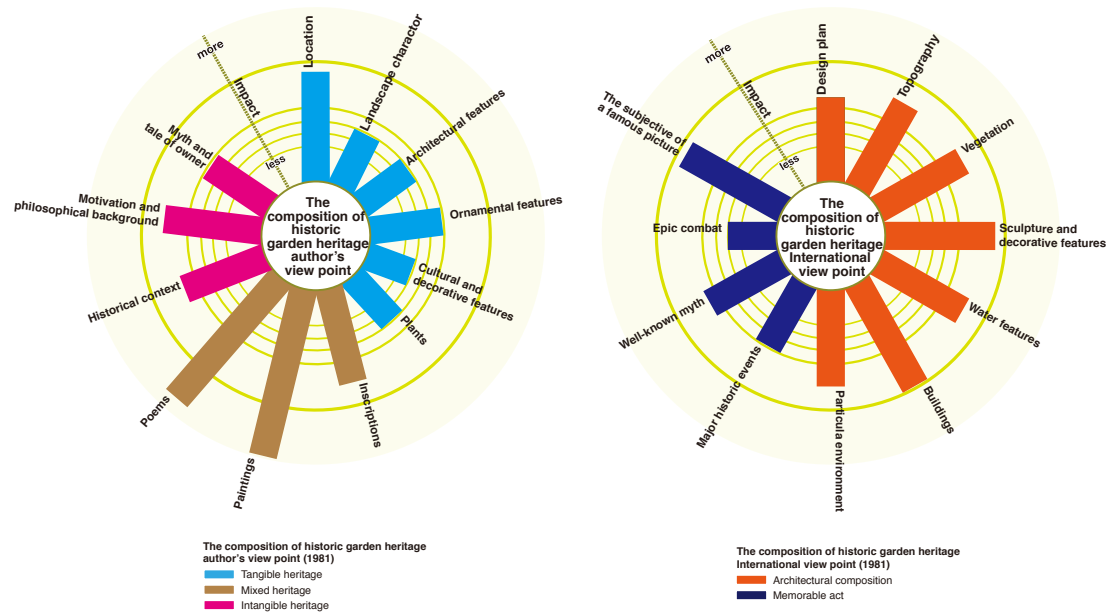 more
Impact
less
Location
Landscape charactor
Architectural features
Ornamental features
Cultural and
decorative features
Plants
Inscriptions
Paintings
Poems
Historical context
Motivation and
philosophical background
Myth and
tale of owner
The
composition of
historic
garden heritage
author's
view point
The composition of historic garden heritage
author's view point (1981)
Tangible heritage
Mixed heritage
Intangible heritage
more
Impact
less
Design plan
Topography
Vegetation
Sculpture and
decorative features
Water features
Buildings
Particula environment
Major historic events
Well-known myth
Epic combat
The subjective of
a famous picture
The
composition of
historic
garden heritage
International
view point
The composition of historic garden heritage
International view point (1981)
Architectural composition
Memorable act